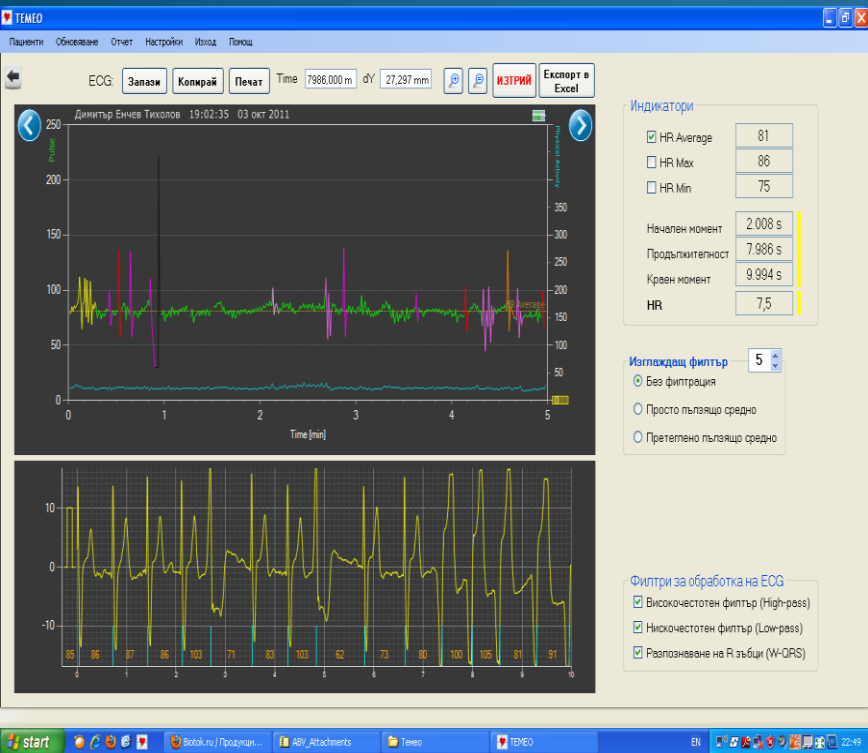 TEMEO
Пациенти Обновяване Отчет Настройки Изход Помощ
ECG: Запази Копирай Печат Time 7986,000 m dY 27,297 mm ИЗТРИЙ Експорт в Excel
Димитър Енчев Тихолов 19:02:35 03 окт 2011
Pulse
250
200
150
100
50
0
Physical Activity
350
300
250
200
150
100
50
0
HR Average
0 1 2 3 4 5
Time [min]
10
0
-10
85 86 87 86 103 71 83 103 62 73 80 100 105 81 91
0 1 2 3 4 5 6 7 8 9 10
Индикатори
HR Average 81
HR Max 86
HR Min 75
Начален момент 2.008 s
Продължителност 7.986 s
Краен момент 9.994 s
HR 7,5
Изглаждащ филтър 5
Без филтрация
Просто пълзящо средно
Претеглено пълзящо средно
Филтри за обработка на ECG
Високочестотен филтър (High-pass)
Нискочестотен филтър (Low-pass)
Разпознаване на R зъбци (W-QRS)
start Biotok.ru / Продукци... ABV_Attachments Темео TEMEO EN 22:48